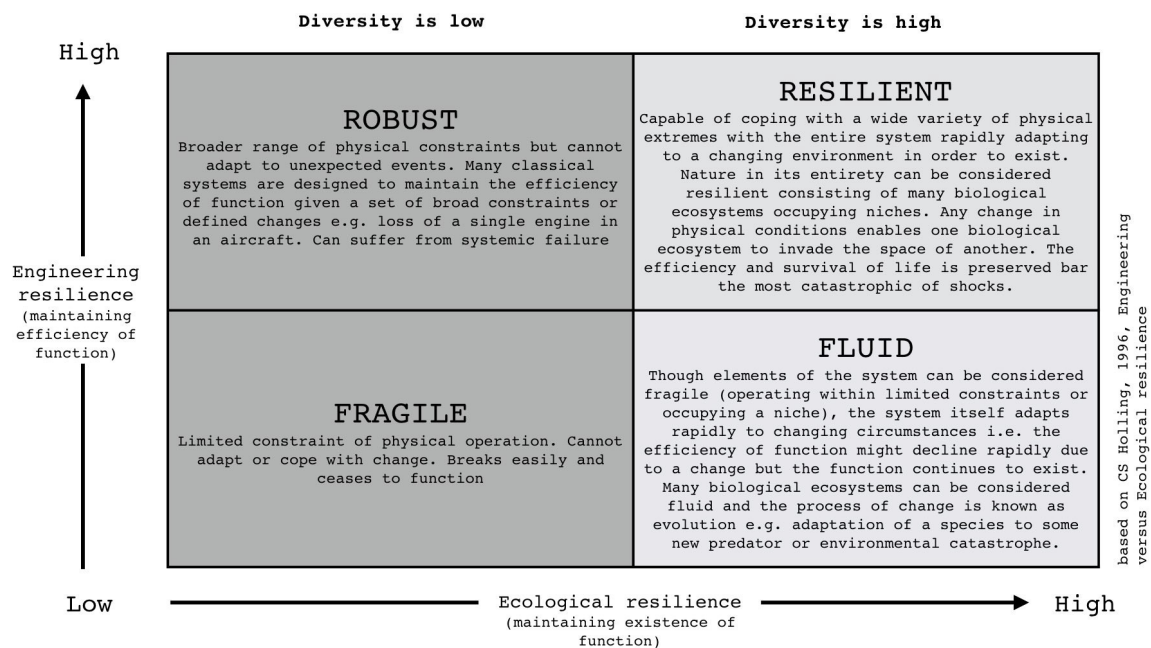 Diversity is low
Diversity is high
High
ROBUST
Broader range of physical constraints but cannot
adapt to unexpected events. Many classical
systems are designed to maintain the efficiency
of function given a set of broad constraints or
defined changes e.g. loss of a single engine in
an aircraft. Can suffer from systemic failure
RESILIENT
Capable of coping with a wide variety of physical
extremes with the entire system rapidly adapting
to a changing environment in order to exist.
Nature in its entirety can be considered
resilient consisting of many biological
ecosystems occupying niches. Any change in
physical conditions enables one biological
ecosystem to invade the space of another. The
efficiency and survival of life is preserved bar
the most catastrophic of shocks.
Engineering
resilience
(maintaining
efficiency of
function)
FRAGILE
Limited constraint of physical operation. Cannot
adapt or cope with change. Breaks easily and
ceases to function
FLUID
Though elements of the system can be considered
fragile (operating within limited constraints or
occupying a niche), the system itself adapts
rapidly to changing circumstances i.e. the
efficiency of function might decline rapidly due
to a change but the function continues to exist.
Many biological ecosystems can be considered
fluid and the process of change is known as
evolution e.g. adaptation of a species to some
new predator or environmental catastrophe.
based on CS Holling, 1996, Engineering
versus Ecological resilience
Low
Ecological resilience
(maintaining existence of
function)
High